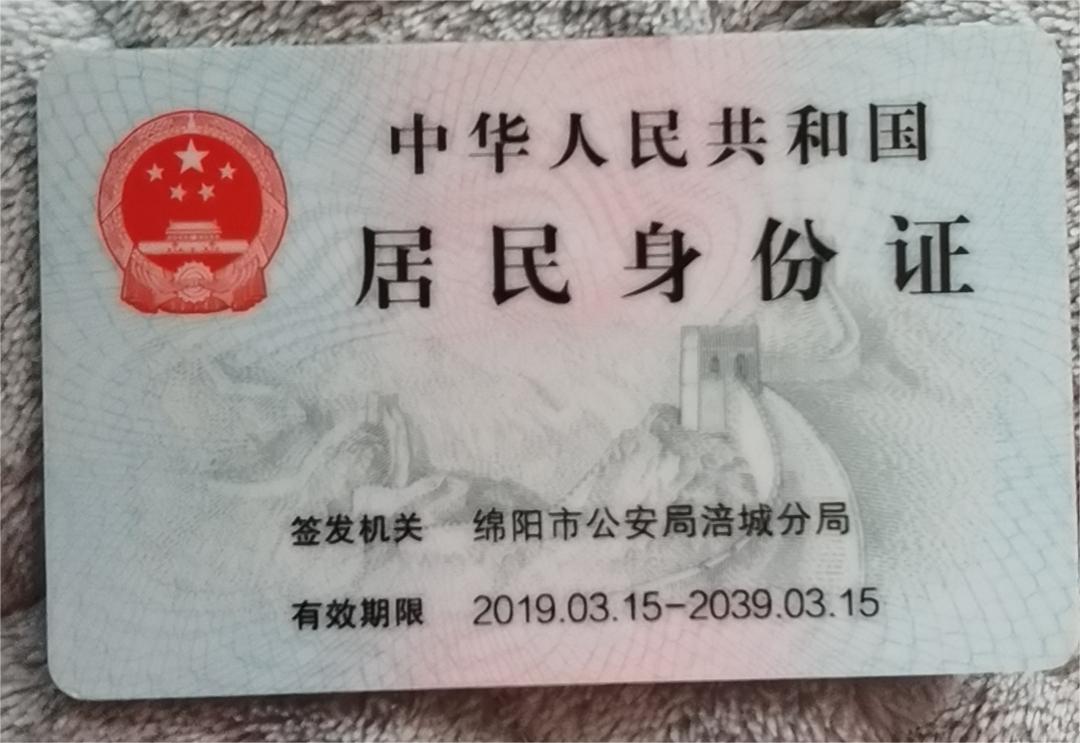 中华人民共和国
居民身份证
签发机关 绵阳市公安局涪城分局
有效期限 2019.03.15-2039.03.15